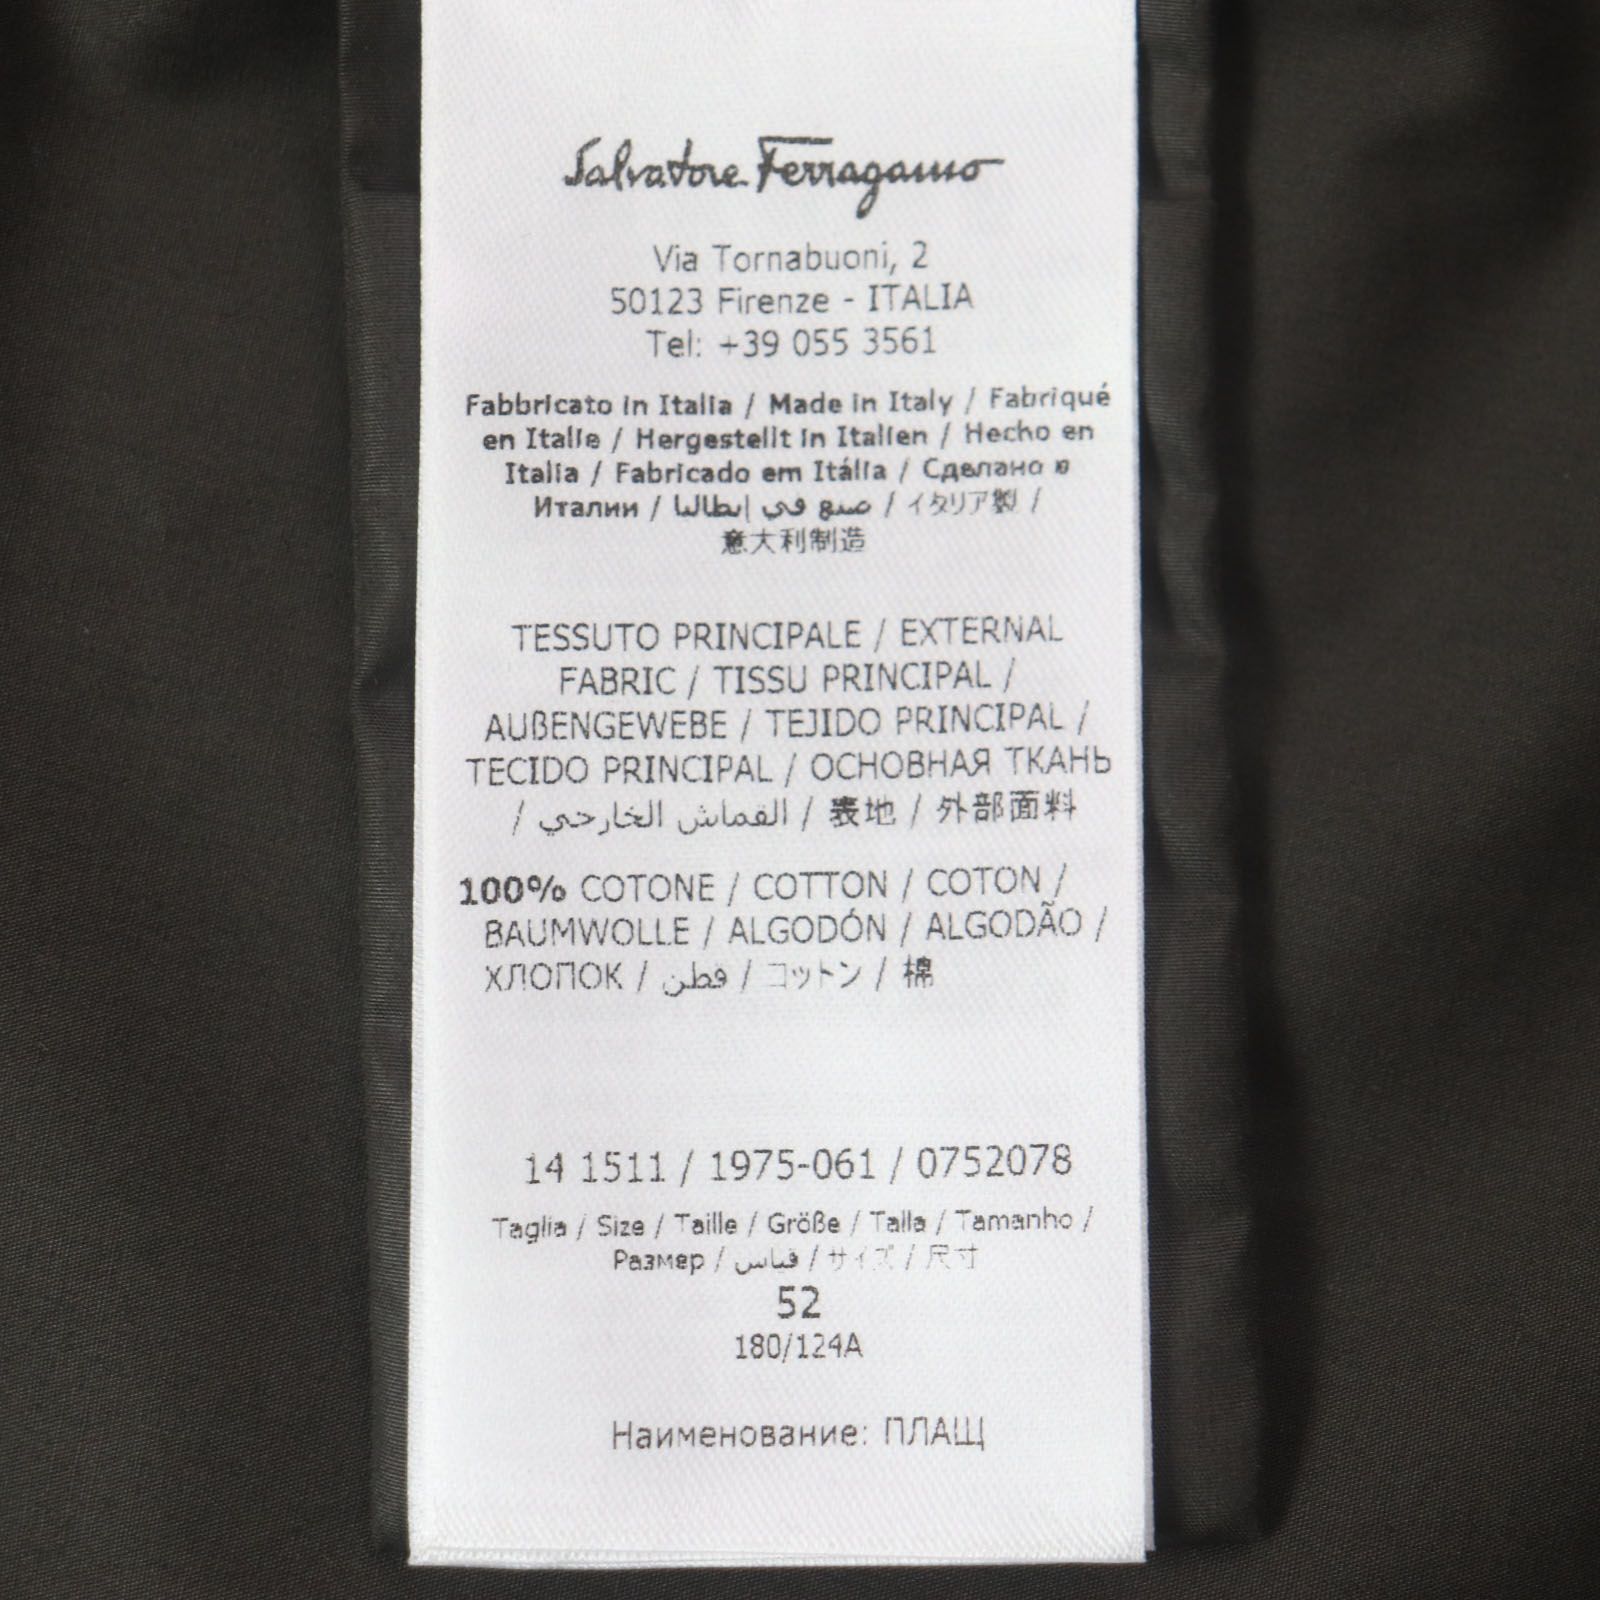 Salvatore Ferragamo
Via Tornabuoni, 2
50123 Firenze - ITALIA
Tel: +39 055 3561
Fabbricato in Italia / Made in Italy / Fabriqué
en Italie / Hergestellt in Italien / Hecho en
Italia / Fabricado em Itália / Сделано в
Италии / صنع في إيطاليا / イタリア製 /
意大利制造
TESSUTO PRINCIPALE / EXTERNAL
FABRIC / TISSU PRINCIPAL /
AUßENGEWEBE / TEJIDO PRINCIPAL /
TECIDO PRINCIPAL / ОСНОВНАЯ ТКАНЬ
/ القماش الخارجي / 表地 / 外部面料
100% COTONE / COTTON / COTON /
BAUMWOLLE / ALGODÓN / ALGODÃO /
ХЛОПОК / قطن / コットン / 棉
14 1511 / 1975-061 / 0752078
Taglia / Size / Taille / Größe / Talla / Tamanho /
Размер / قياس / サイズ / 尺寸
52
180/124A
Наименование: ПЛАЩ